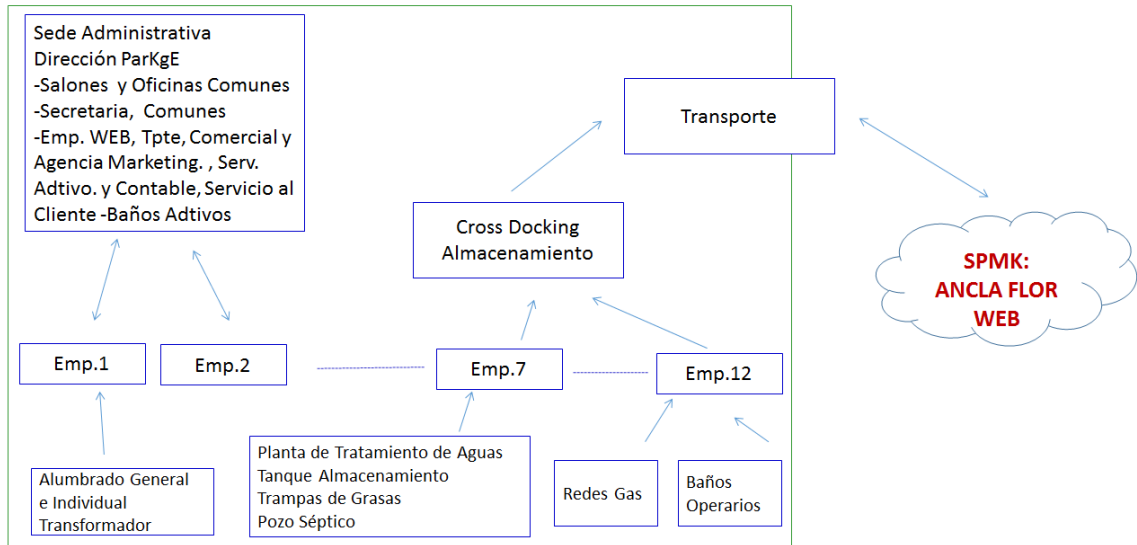 Sede Administrativa
Dirección ParKgE
-Salones y Oficinas Comunes
-Secretaria, Comunes
-Emp. WEB, Tpte, Comercial y
Agencia Marketing. , Serv.
Adtivo. y Contable, Servicio al
Cliente -Baños Adtivos
Transporte
Cross Docking
Almacenamiento
SPMK:
ANCLA FLOR
WEB
Emp.1
Emp.2
Emp.7
Emp.12
Alumbrado General
e Individual
Transformador
Planta de Tratamiento de Aguas
Tanque Almacenamiento
Trampas de Grasas
Pozo Séptico
Redes Gas
Baños
Operarios